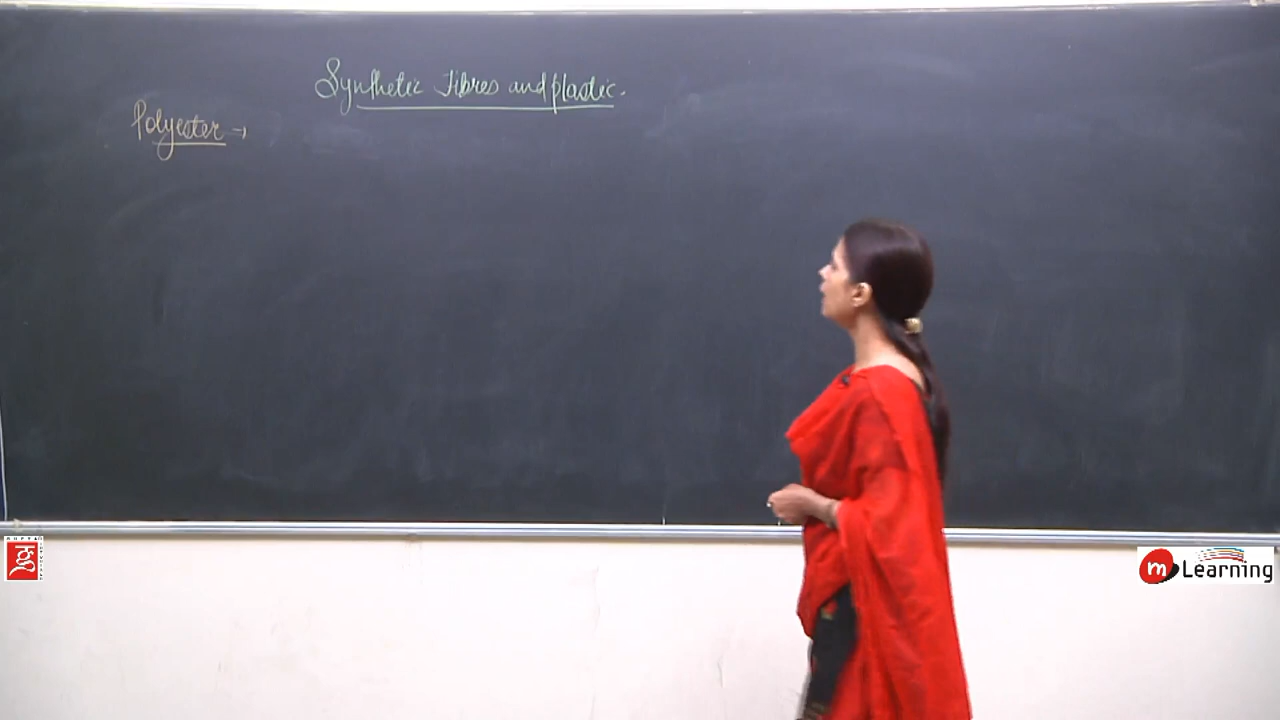 Synthetic Fibres and plastic.
Polyester →
m Learning